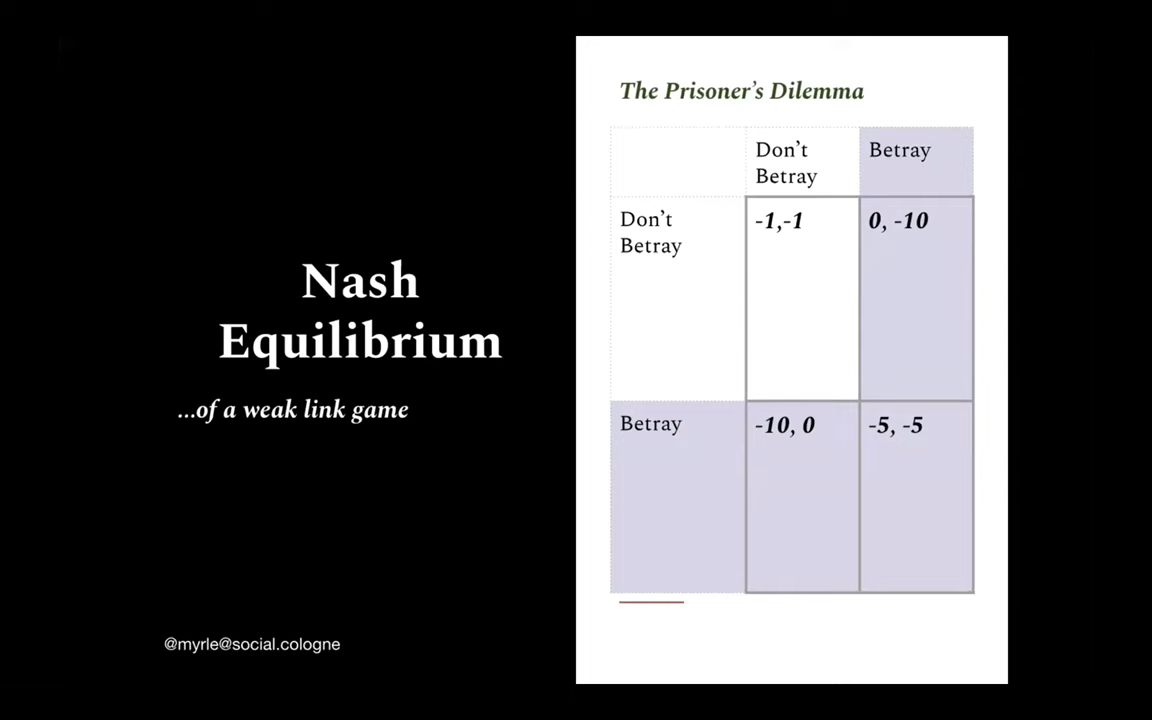 Nash
Equilibrium
...of a weak link game
@myrle@social.cologne
The Prisoner’s Dilemma
Don’t Betray
Betray
Don’t Betray
-1,-1
0, -10
Betray
-10, 0
-5, -5